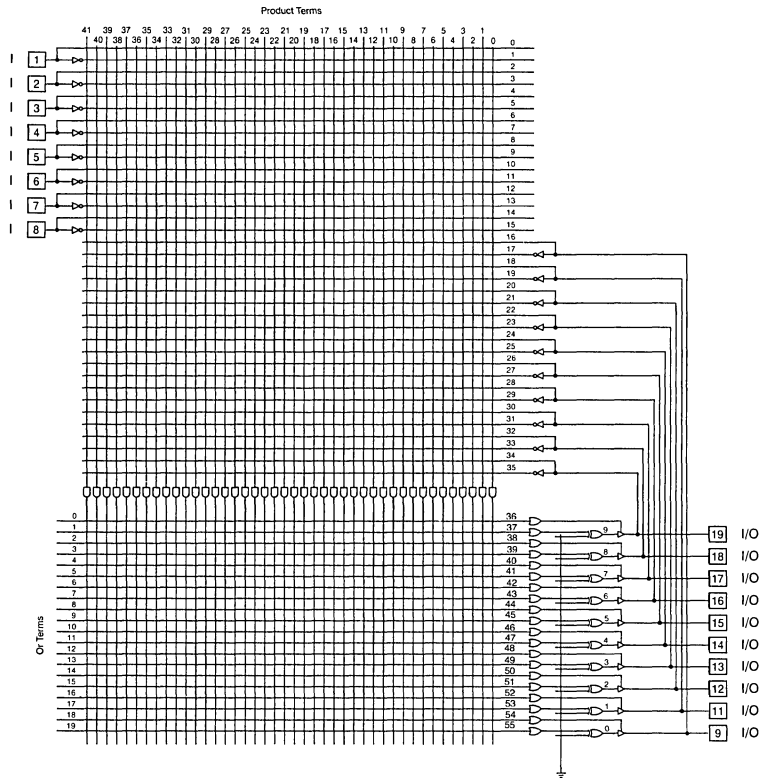 Product Terms
41 39 37 35 33 31 29 27 25 23 21 19 17 15 13 11 9 7 5 3 1
40 38 36 34 32 30 28 26 24 22 20 18 16 14 12 10 8 6 4 2 0
0
I 1 1
2
I 2 3
4
I 3 5
6
I 4 7
8
I 5 9
10
I 6 11
12
I 7 13
14
I 8 15
16
17
18
19
20
21
22
23
24
25
26
27
28
29
30
31
32
33
34
35
Or Terms
0 36
1 37 9 19 I/O
2 38
3 39 8 18 I/O
4 40
5 41 7 17 I/O
6 42
7 43 6 16 I/O
8 44
9 45 5 15 I/O
10 46
11 47 4 14 I/O
12 48
13 49 3 13 I/O
14 50
15 51 2 12 I/O
16 52
17 53 1 11 I/O
18 54
19 55 0 9 I/O